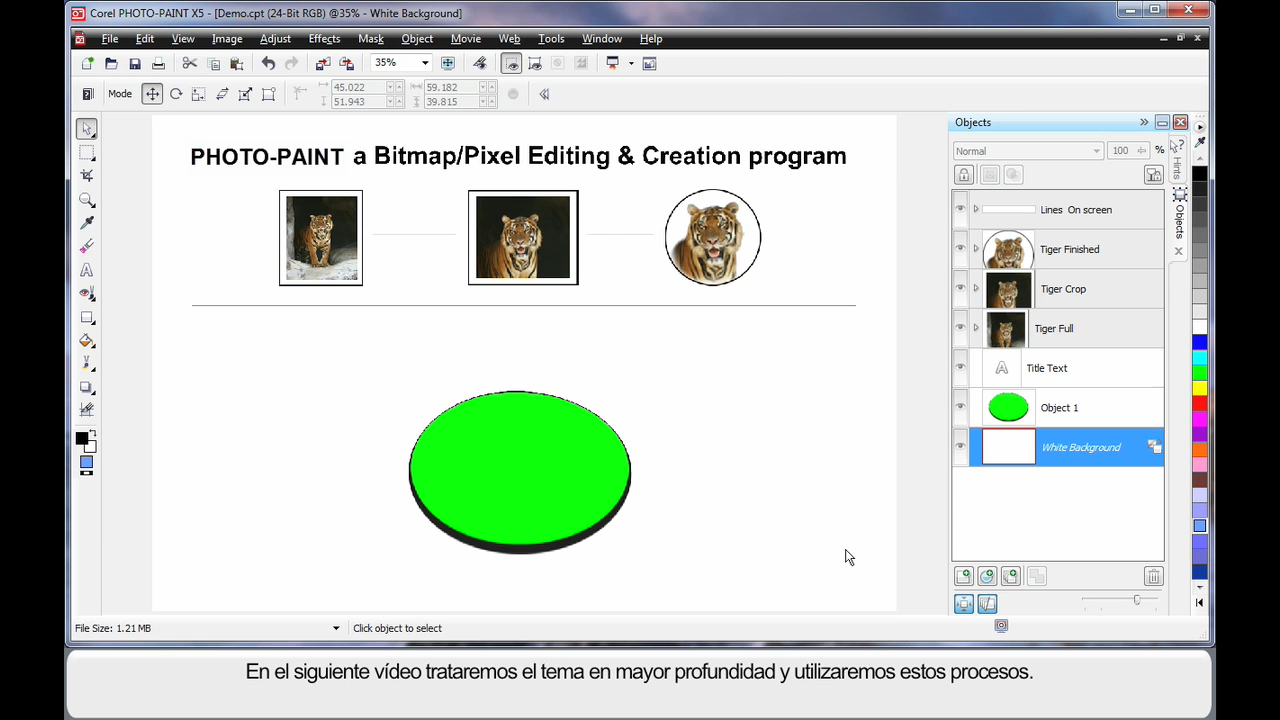 Corel PHOTO-PAINT X5 - [Demo.cpt (24-Bit RGB) @35% - White Background]
File Edit View Image Adjust Effects Mask Object Movie Web Tools Window Help
35%
Mode 45.022 59.182
51.943 39.815
Objects
PHOTO-PAINT a Bitmap/Pixel Editing & Creation program
Normal 100 %
Hints
Objects
Lines On screen
Tiger Finished
Tiger Crop
Tiger Full
A Title Text
Object 1
White Background
File Size: 1.21 MB Click object to select
En el siguiente vídeo trataremos el tema en mayor profundidad y utilizaremos estos procesos.